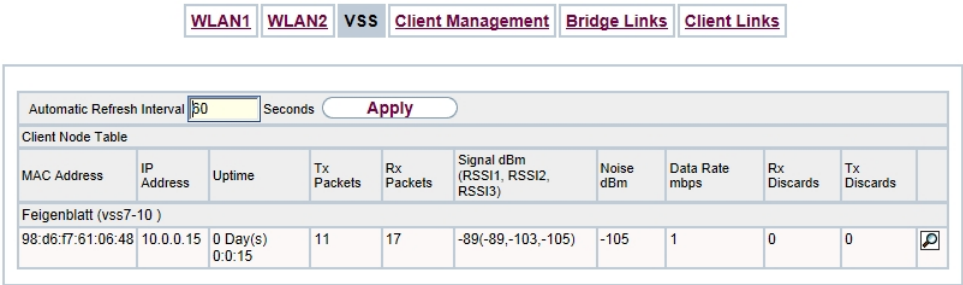 WLAN1 WLAN2 VSS Client Management Bridge Links Client Links
Automatic Refresh Interval 60 Seconds Apply
Client Node Table
MAC Address IP Address Uptime Tx Packets Rx Packets Signal dBm (RSSI1, RSSI2, RSSI3) Noise dBm Data Rate mbps Rx Discards Tx Discards
Feigenblatt (vss7-10 )
98:d6:f7:61:06:48 10.0.0.15 0 Day(s) 0:0:15 11 17 -89(-89,-103,-105) -105 1 0 0